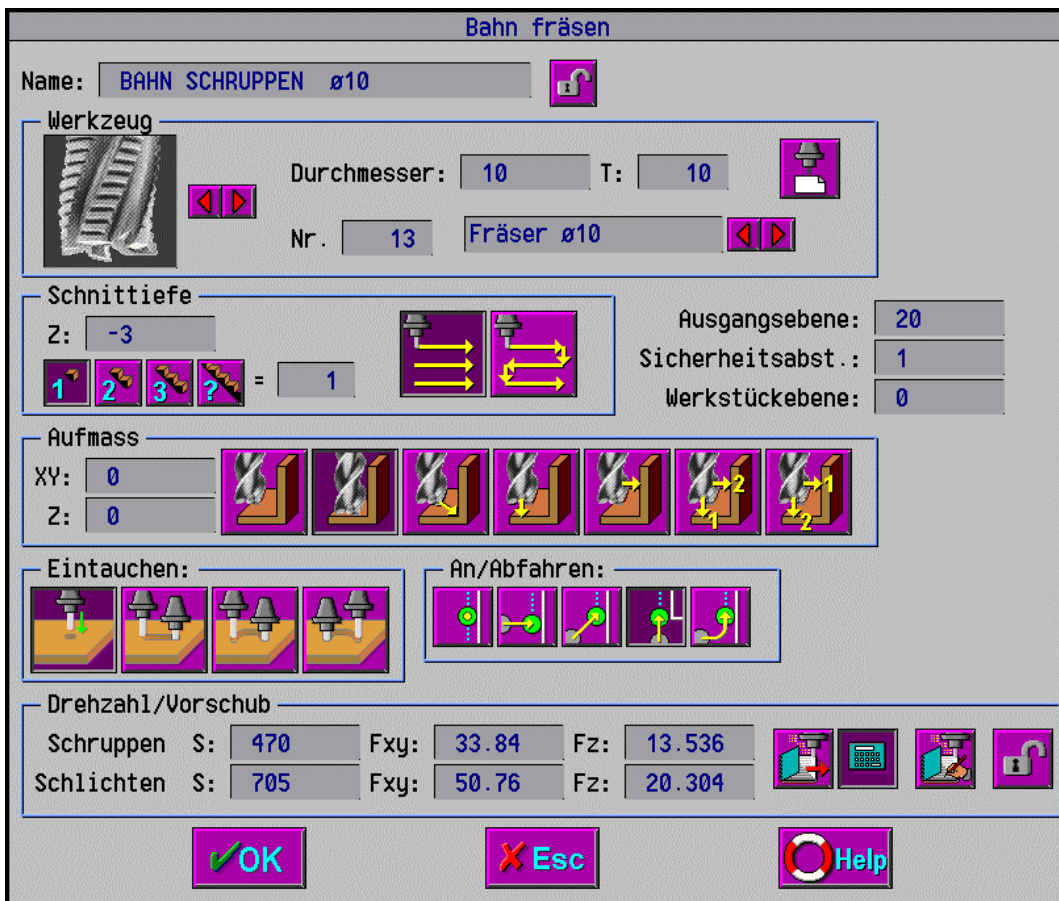 Bahn fräsen
Name: BAHN SCHRUPPEN ø10
Werkzeug
Durchmesser: 10 T: 10
Nr. 13 Fräser ø10
Schnittiefe
Z: -3
1 2 3 ? = 1
Ausgangsebene: 20
Sicherheitsabst.: 1
Werkstückebene: 0
Aufmass
XY: 0
Z: 0
2 1 1 2
Eintauchen:
An/Abfahren:
Drehzahl/Vorschub
Schruppen S: 470 Fxy: 33.84 Fz: 13.536
Schlichten S: 705 Fxy: 50.76 Fz: 20.304
OK Esc Help